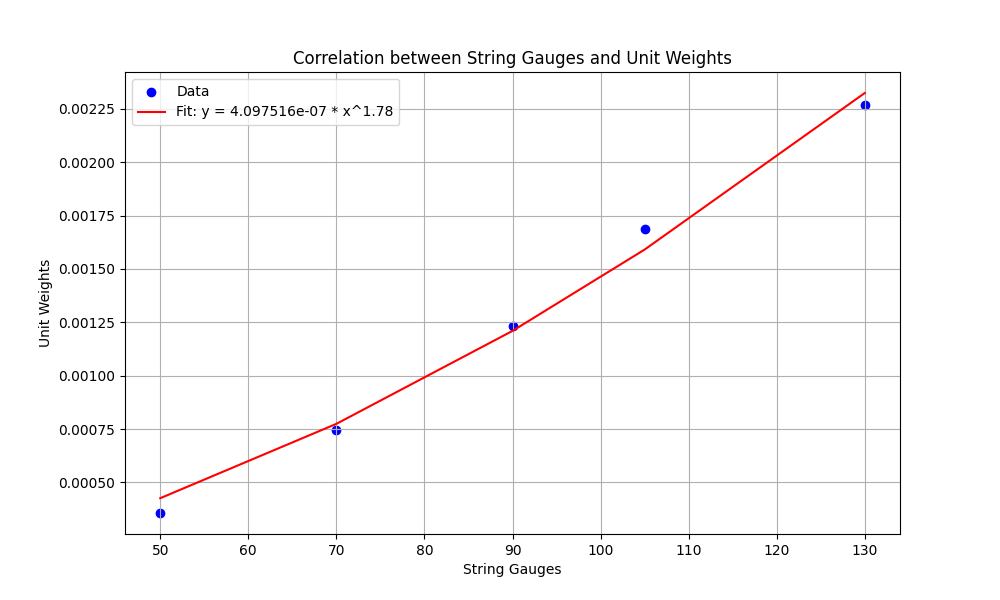 Correlation between String Gauges and Unit Weights
Data
Fit: y = 4.097516e-07 * x^1.78
0.00225
0.00200
0.00175
0.00150
0.00125
0.00100
0.00075
0.00050
Unit Weights
50 60 70 80 90 100 110 120 130
String Gauges